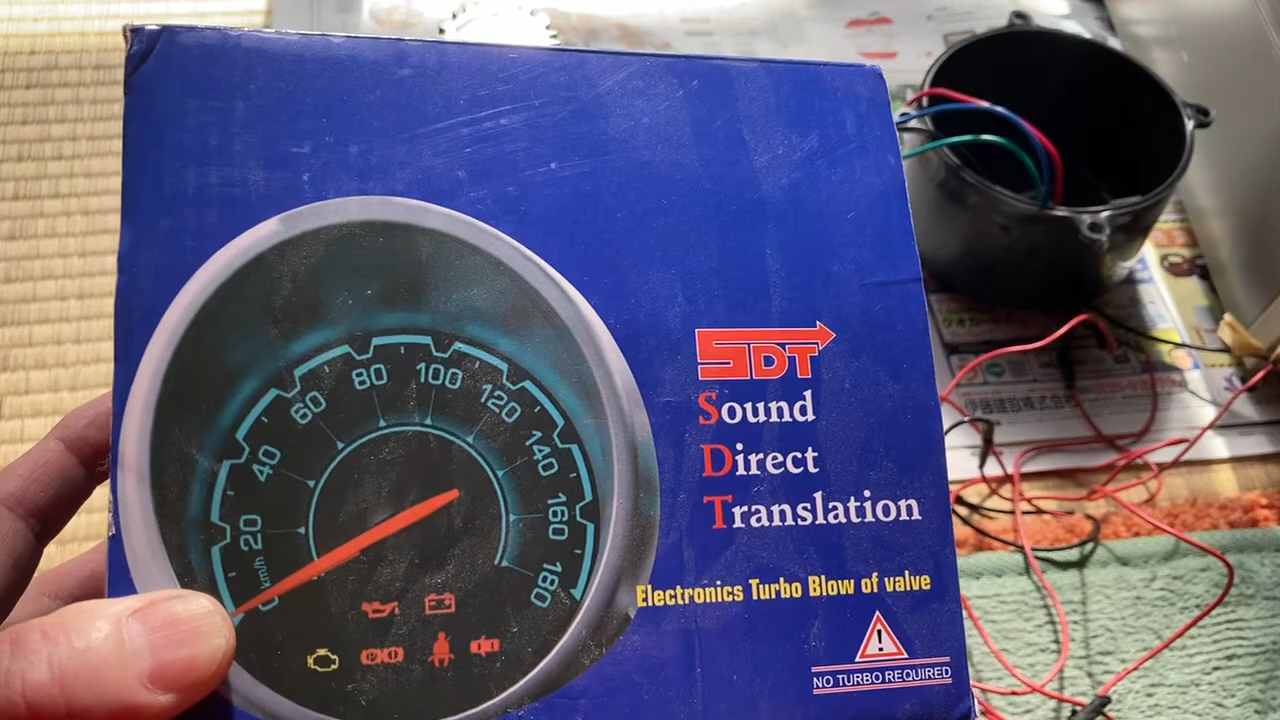 SDT
Sound
Direct
Translation
Electronics Turbo Blow of valve
NO TURBO REQUIRED
80
100
60
120
40
140
20
160
km/h
0
180